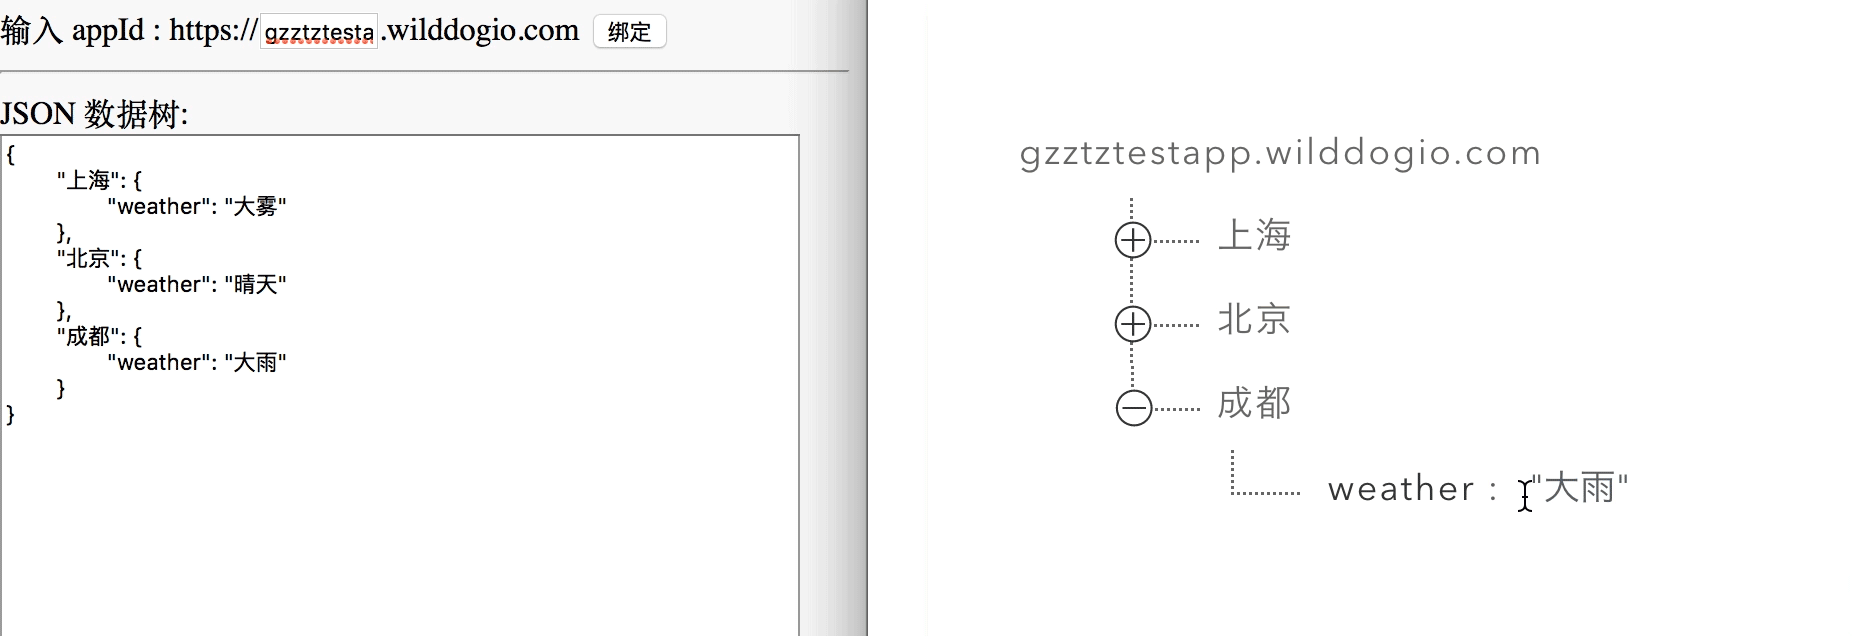 输入 appId : https://gzztztesta.wilddogio.com 绑定
JSON 数据树:
{
"上海": {
"weather": "大雾"
},
"北京": {
"weather": "晴天"
},
"成都": {
"weather": "大雨"
}
}
gzztztestapp.wilddogio.com
上海
北京
成都
weather : "大雨"